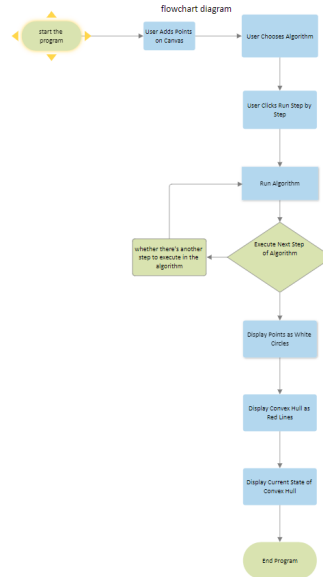 flowchart diagram
start the
program
User Adds Points
on Canvas
User Chooses Algorithm
User Clicks Run Step by
Step
Run Algorithm
Execute Next Step
of Algorithm
whether there's another
step to execute in the
algorithm
Display Points as White
Circles
Display Convex Hull as
Red Lines
Display Current State of
Convex Hull
End Program